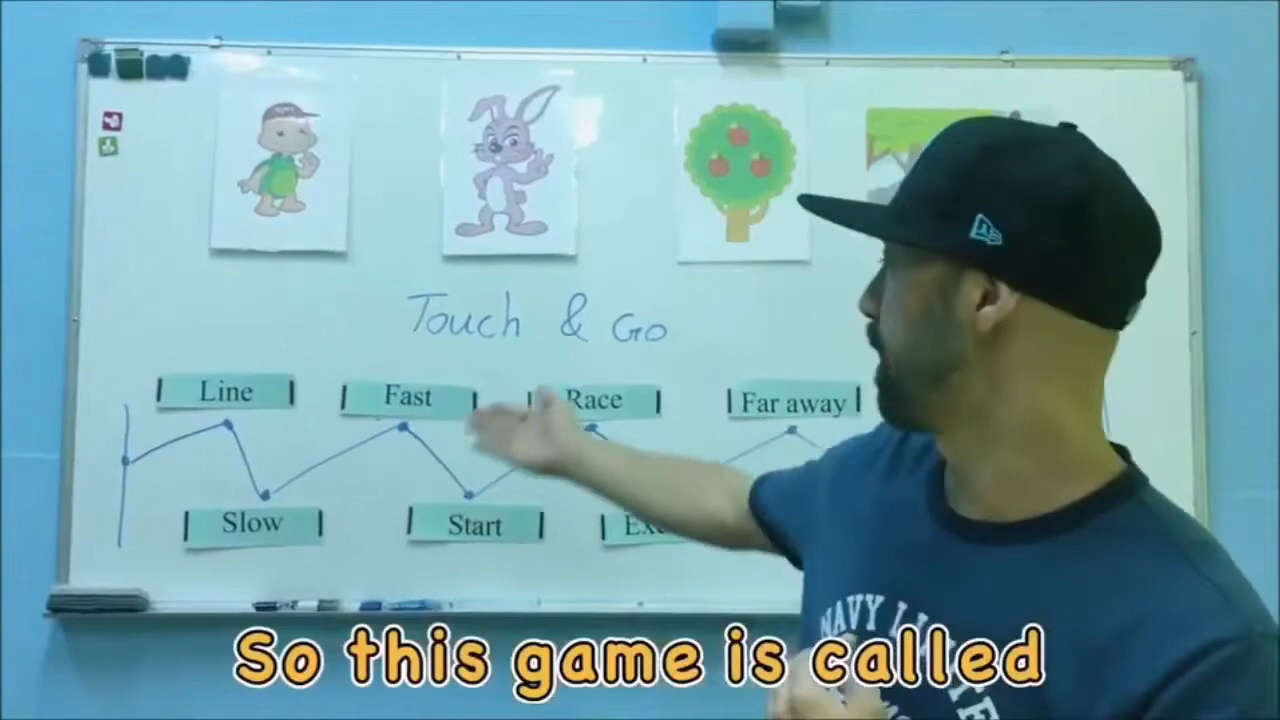 Touch & Go
Line
Fast
Race
Far away
Slow
Start
So this game is called